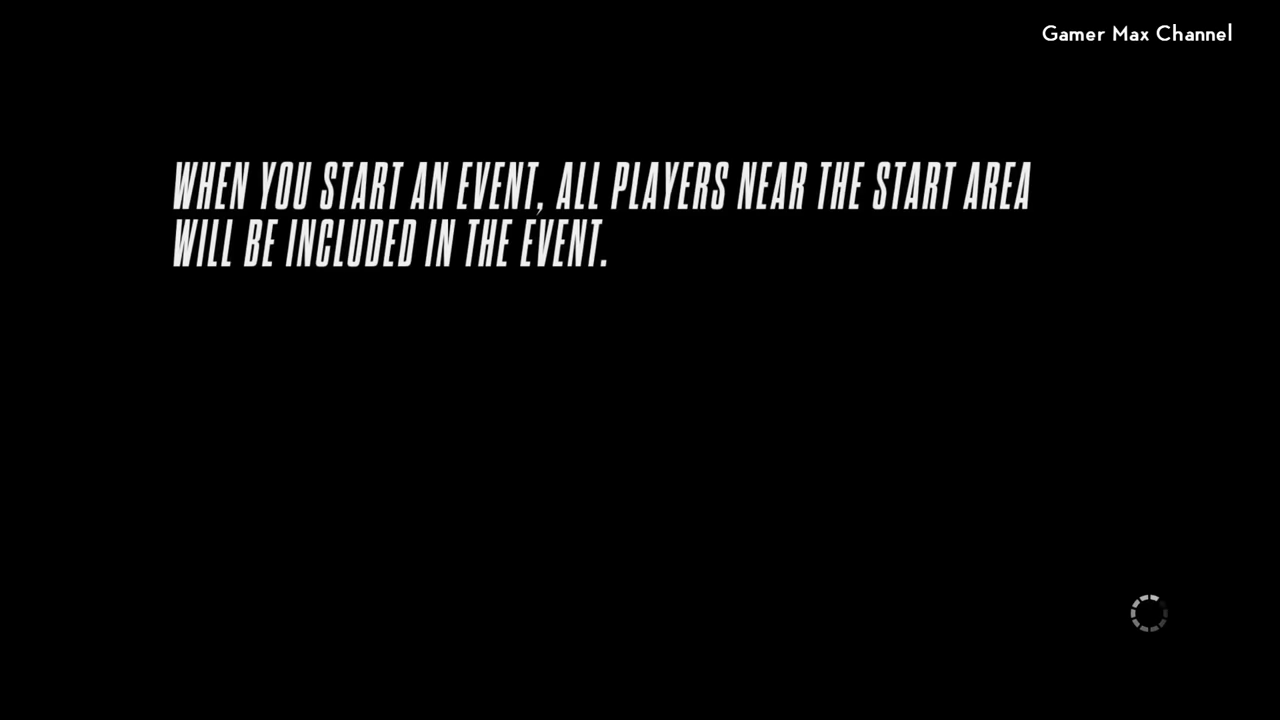 Gamer Max Channel
WHEN YOU START AN EVENT, ALL PLAYERS NEAR THE START AREA
WILL BE INCLUDED IN THE EVENT.